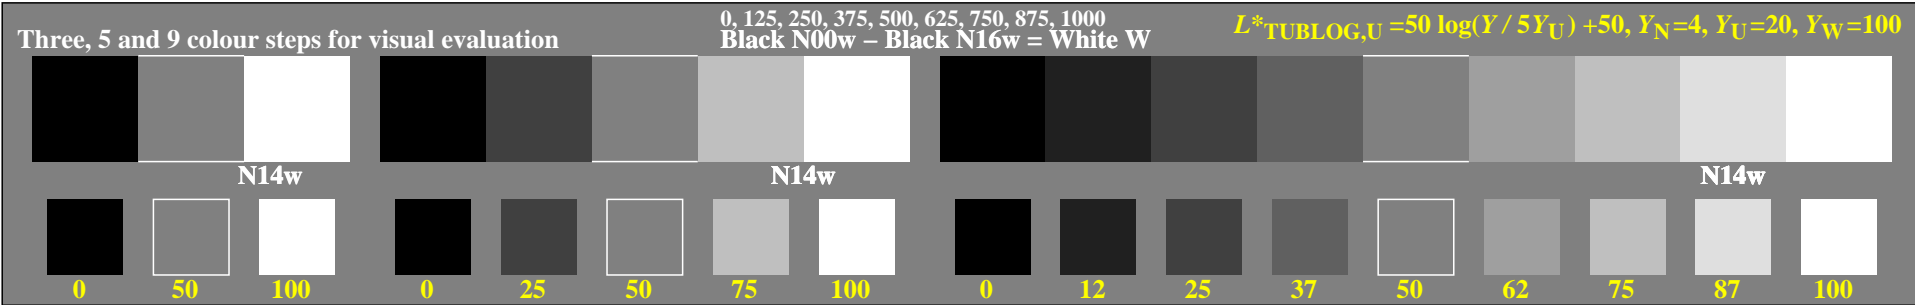 Three, 5 and 9 colour steps for visual evaluation
0, 125, 250, 375, 500, 625, 750, 875, 1000
Black N00w – Black N16w = White W
L*TUBLOG,U =50 log(Y / 5YU) +50, YN=4, YU=20, YW=100
N14w N14w N14w
0 50 100 0 25 50 75 100 0 12 25 37 50 62 75 87 100